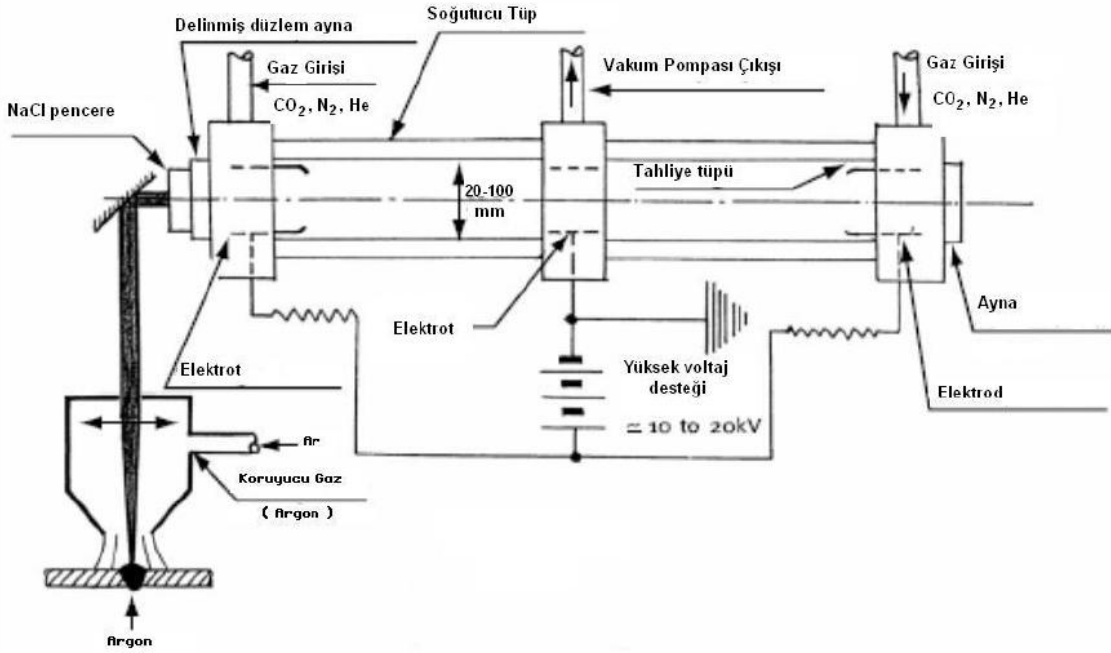 Delinmiş düzlem ayna
Soğutucu Tüp
Gaz Girişi
CO2, N2, He
Vakum Pompası Çıkışı
Gaz Girişi
CO2, N2, He
NaCl pencere
Tahliye tüpü
20-100
mm
Elektrot
Ayna
Elektrot
Yüksek voltaj
desteği
≃ 10 to 20kV
Elektrod
Ar
Koruyucu Gaz
( Argon )
Argon